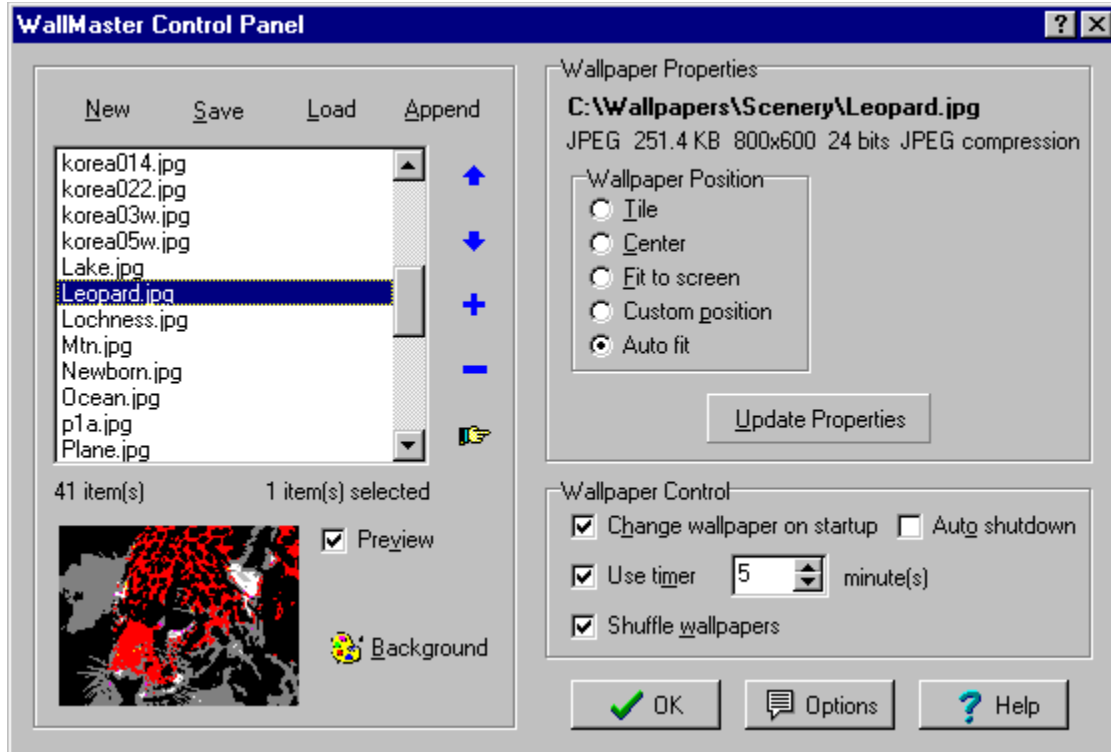 WallMaster Control Panel
New Save Load Append
korea014.jpg
korea022.jpg
korea03w.jpg
korea05w.jpg
Lake.jpg
Leopard.jpg
Lochness.jpg
Mtn.jpg
Newborn.jpg
Ocean.jpg
p1a.jpg
Plane.jpg
41 item(s) 1 item(s) selected
Preview
Background
Wallpaper Properties
C:\Wallpapers\Scenery\Leopard.jpg
JPEG 251.4 KB 800x600 24 bits JPEG compression
Wallpaper Position
Tile
Center
Fit to screen
Custom position
Auto fit
Update Properties
Wallpaper Control
Change wallpaper on startup Auto shutdown
Use timer 5 minute(s)
Shuffle wallpapers
OK Options Help